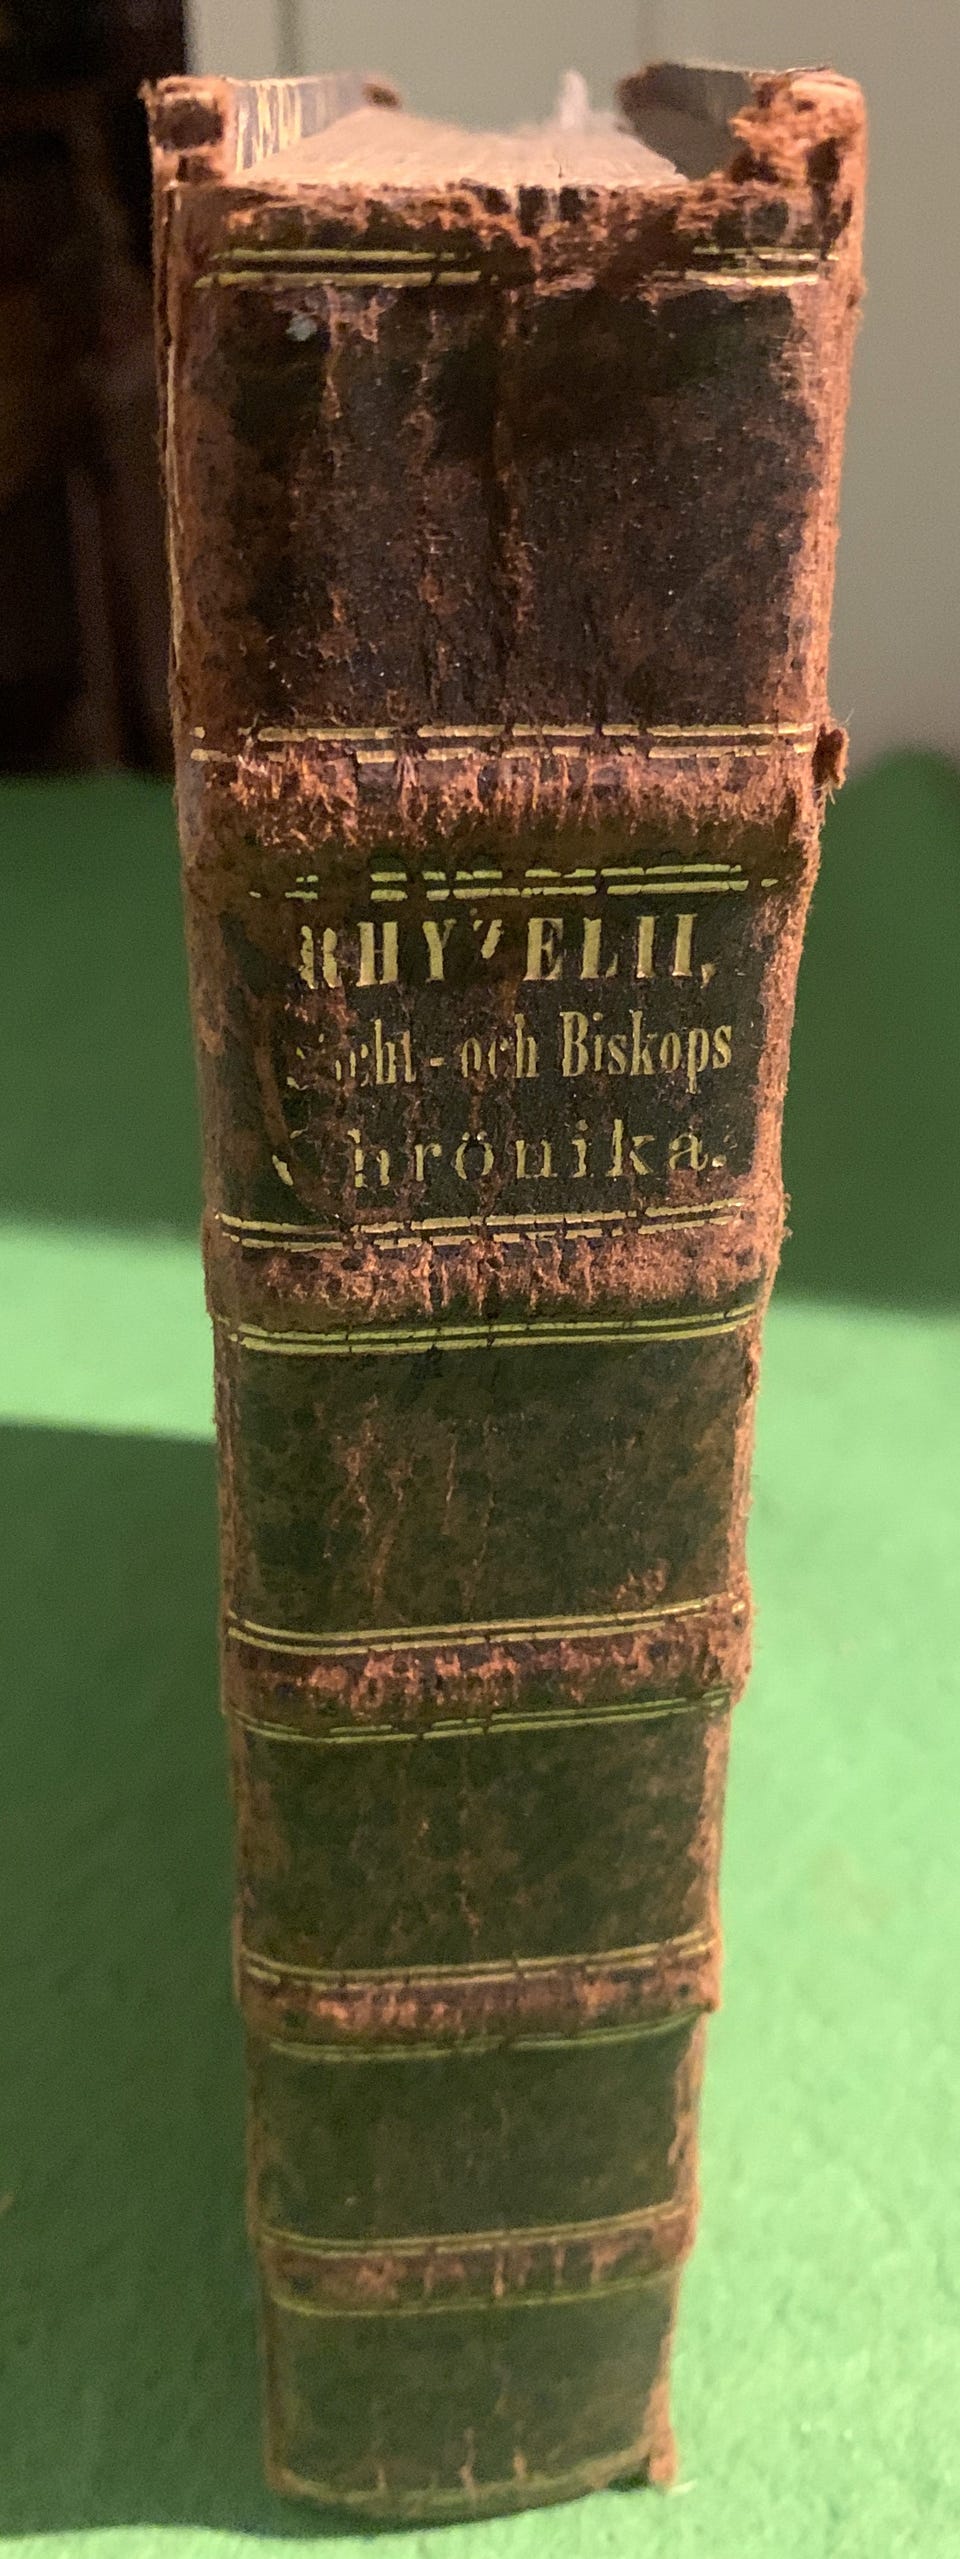 RHYZELII,
och Biskops
Chrönika.